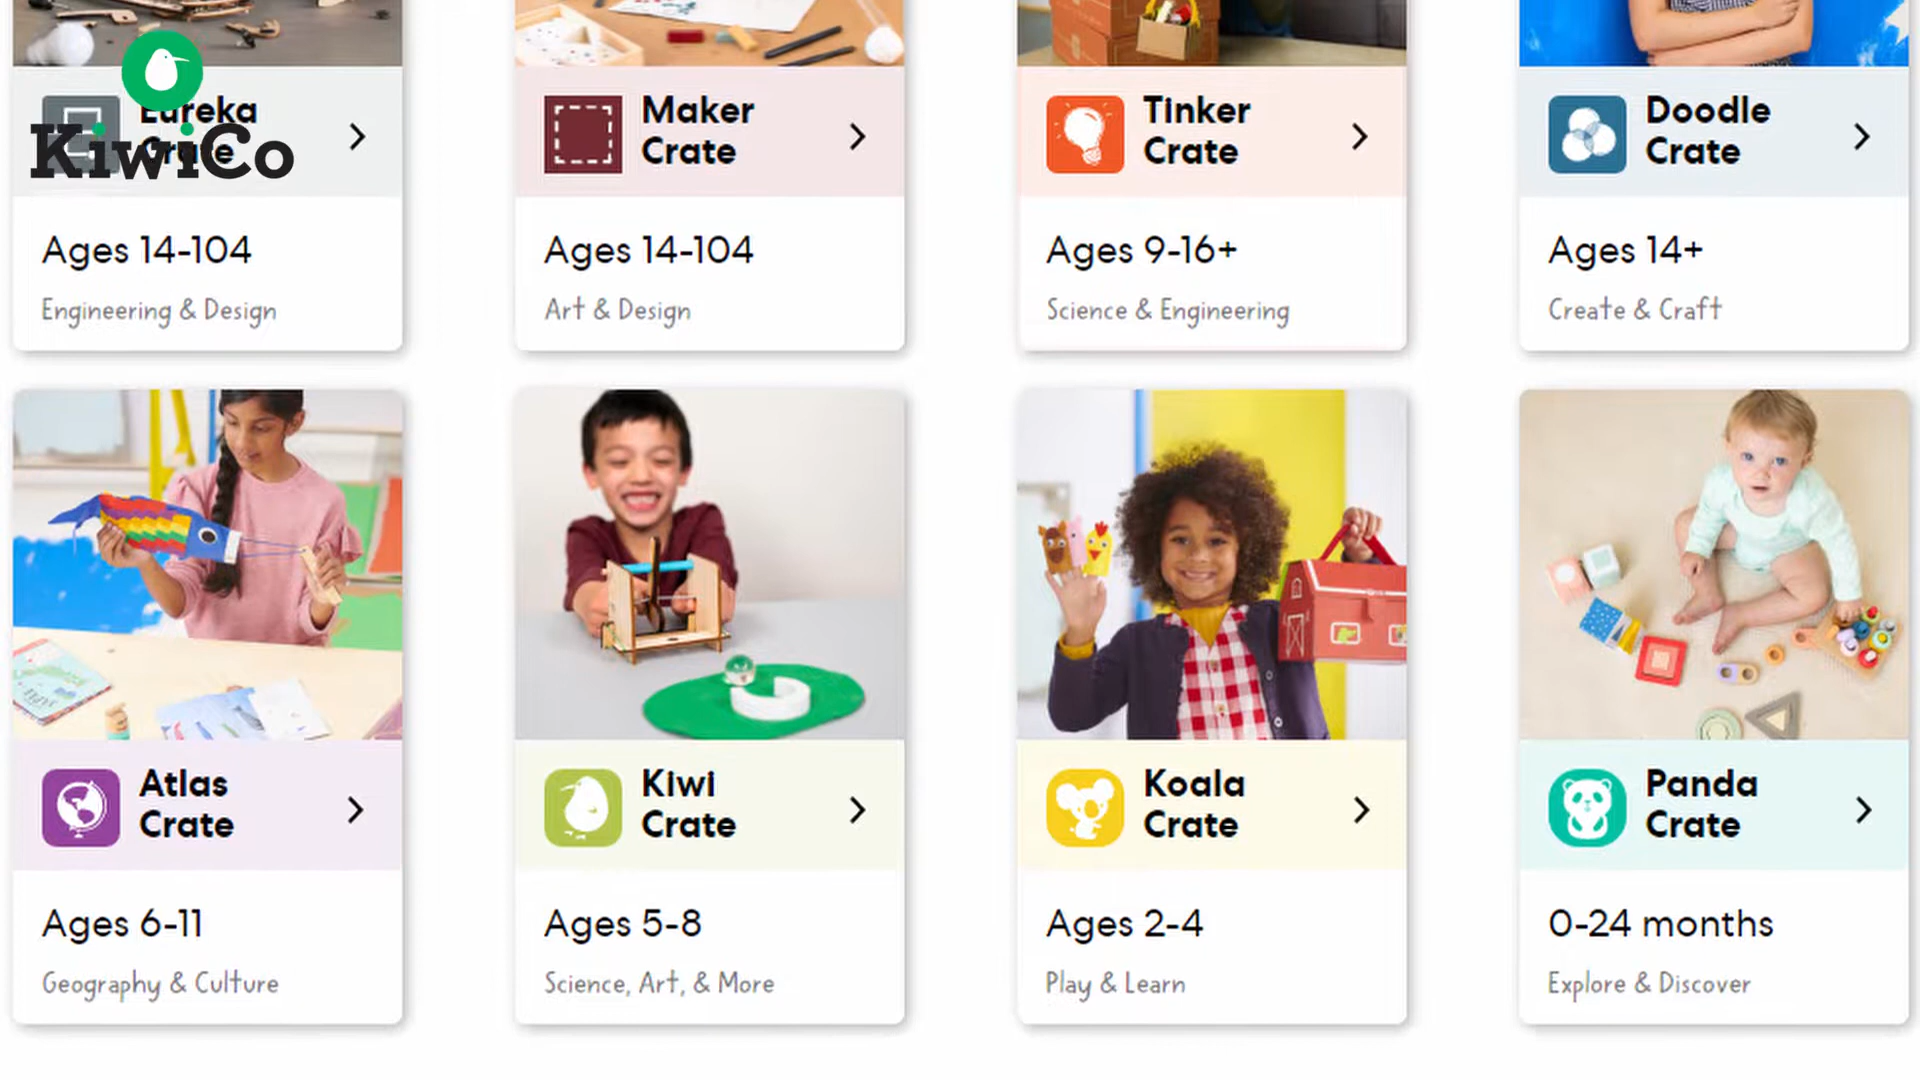 Eureka
Crate
KiwiCo
Ages 14-104
Engineering & Design
Maker
Crate
Ages 14-104
Art & Design
Tinker
Crate
Ages 9-16+
Science & Engineering
Doodle
Crate
Ages 14+
Create & Craft
Atlas
Crate
Ages 6-11
Geography & Culture
Kiwi
Crate
Ages 5-8
Science, Art, & More
Koala
Crate
Ages 2-4
Play & Learn
Panda
Crate
0-24 months
Explore & Discover